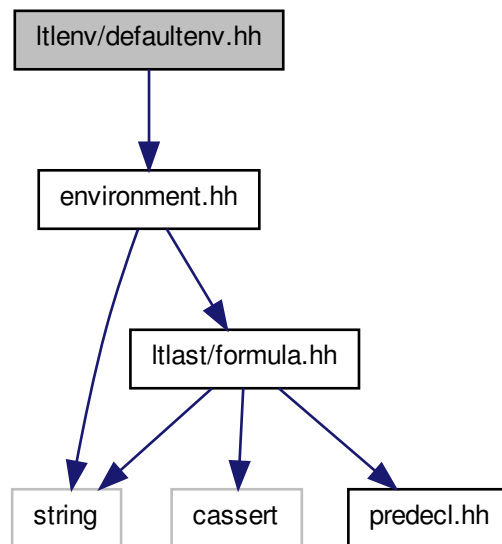 ltlenv/defaultenv.hh
environment.hh
ltlast/formula.hh
string
cassert
predecl.hh